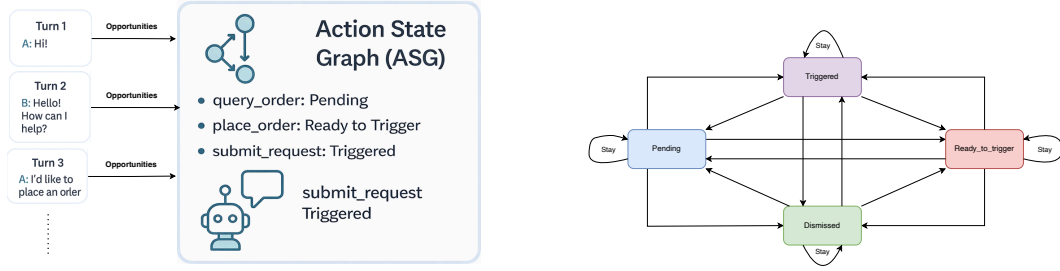 Turn 1
A: Hi!
Opportunities
Turn 2
B: Hello!
How can I
help?
Opportunities
Turn 3
A: I'd like to
place an orler
Opportunities
Action State
Graph (ASG)
• query_order: Pending
• place_order: Ready to Trigger
• submit_request: Triggered
submit_request
Triggered
Stay
Triggered
Stay
Pending
Ready_to_trigger
Stay
Dismissed
Stay